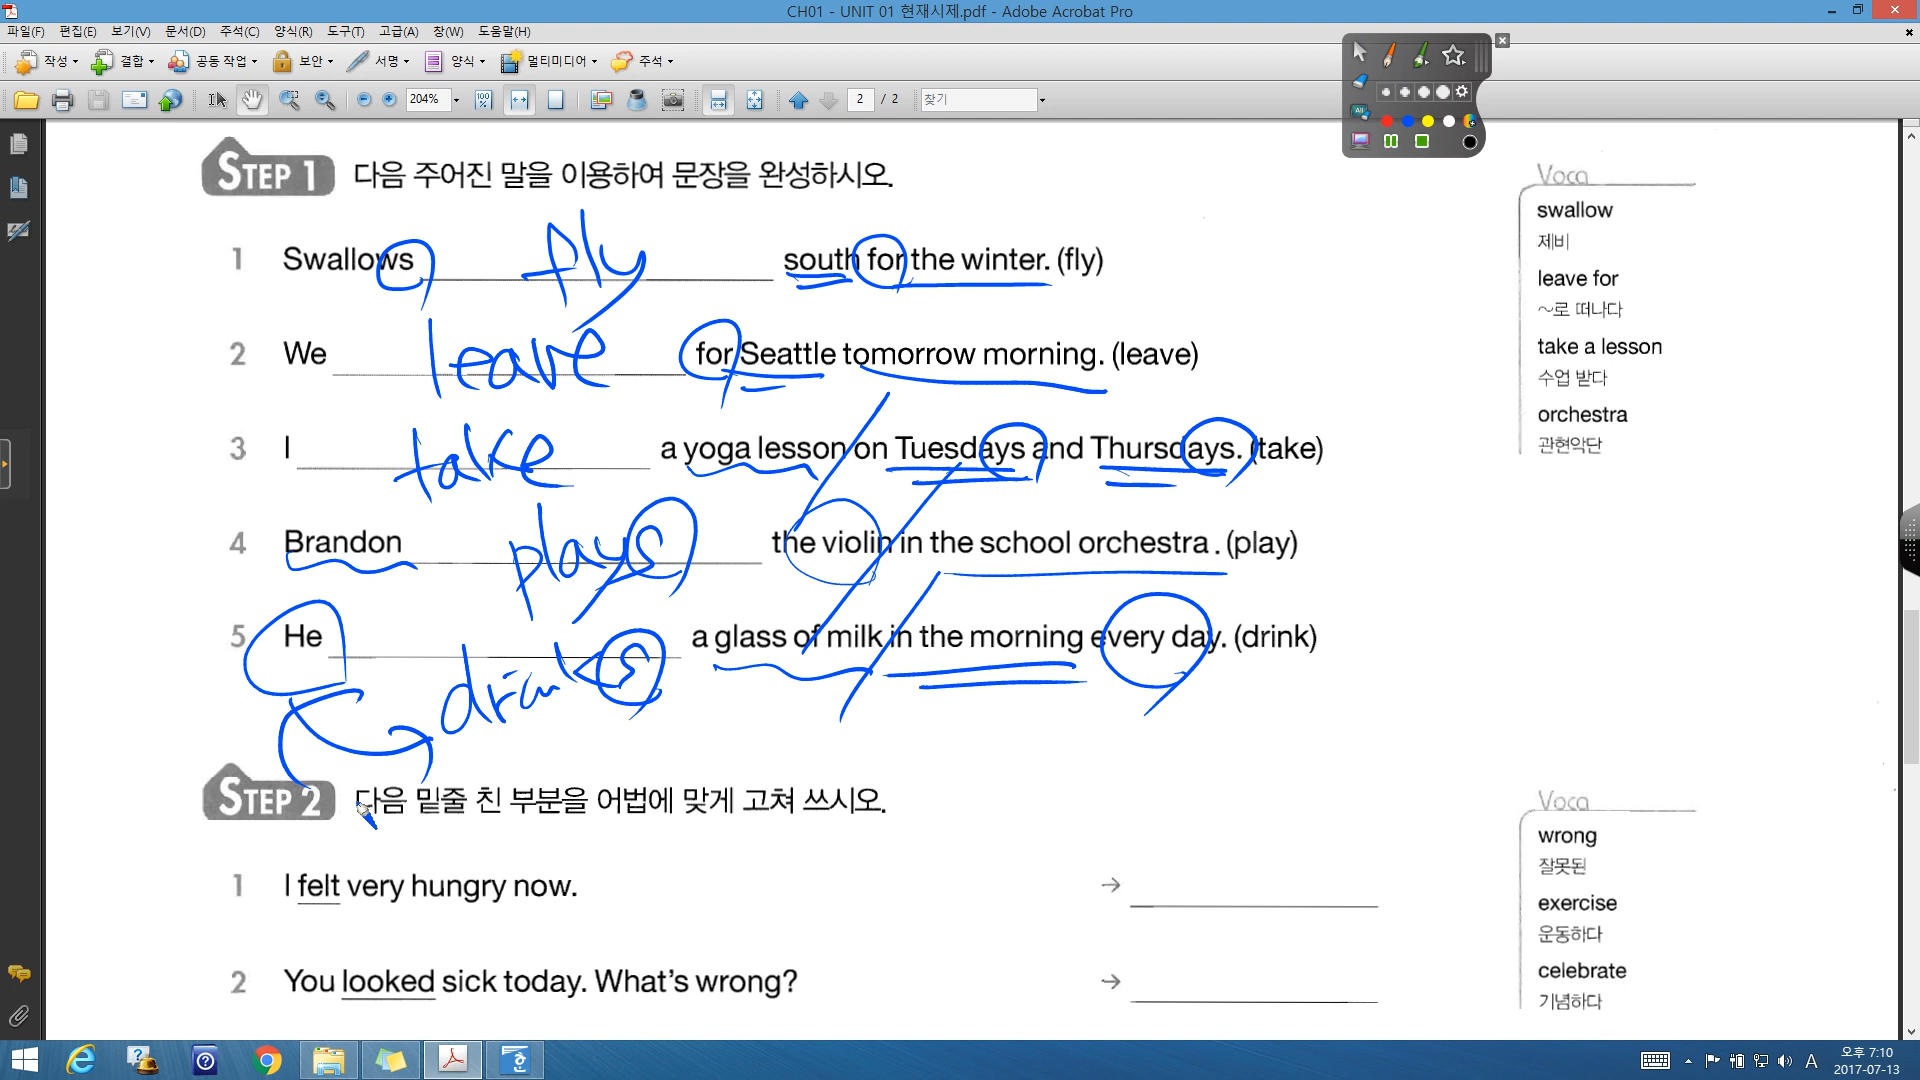 CH01 - UNIT 01 현재시제.pdf - Adobe Acrobat Pro
파일(F) 편집(E) 보기(V) 문서(D) 주석(C) 양식(R) 도구(T) 고급(A) 창(W) 도움말(H)
작성 결합 공동 작업 보안 서명 양식 멀티미디어 주석
204% 2 / 2 찾기
STEP 1 다음 주어진 말을 이용하여 문장을 완성하시오.
1 Swallows fly south for the winter. (fly)
2 We leave for Seattle tomorrow morning. (leave)
3 I take a yoga lesson on Tuesdays and Thursdays. (take)
4 Brandon plays the violin in the school orchestra . (play)
5 He drinks a glass of milk in the morning every day. (drink)
Voca
swallow
제비
leave for
~로 떠나다
take a lesson
수업 받다
orchestra
관현악단
STEP 2 다음 밑줄 친 부분을 어법에 맞게 고쳐 쓰시오.
1 I felt very hungry now. →
2 You looked sick today. What's wrong? →
Voca
wrong
잘못된
exercise
운동하다
celebrate
기념하다
A
오후 7:10
2017-07-13